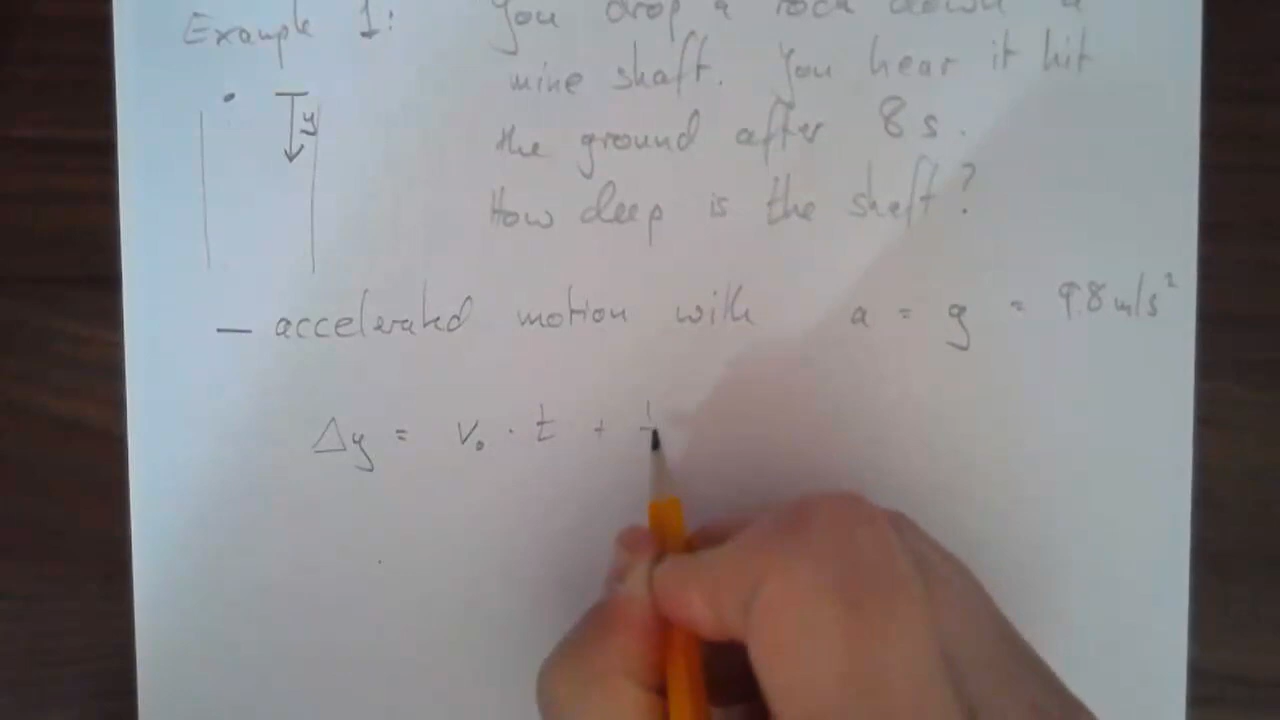 Example 1: You drop a rock down a
mine shaft. You hear it hit
y
the ground after 8 s.
How deep is the shaft?
— accelerated motion with a = g = 9.8 m/s²
Δy = v₀ · t + 1